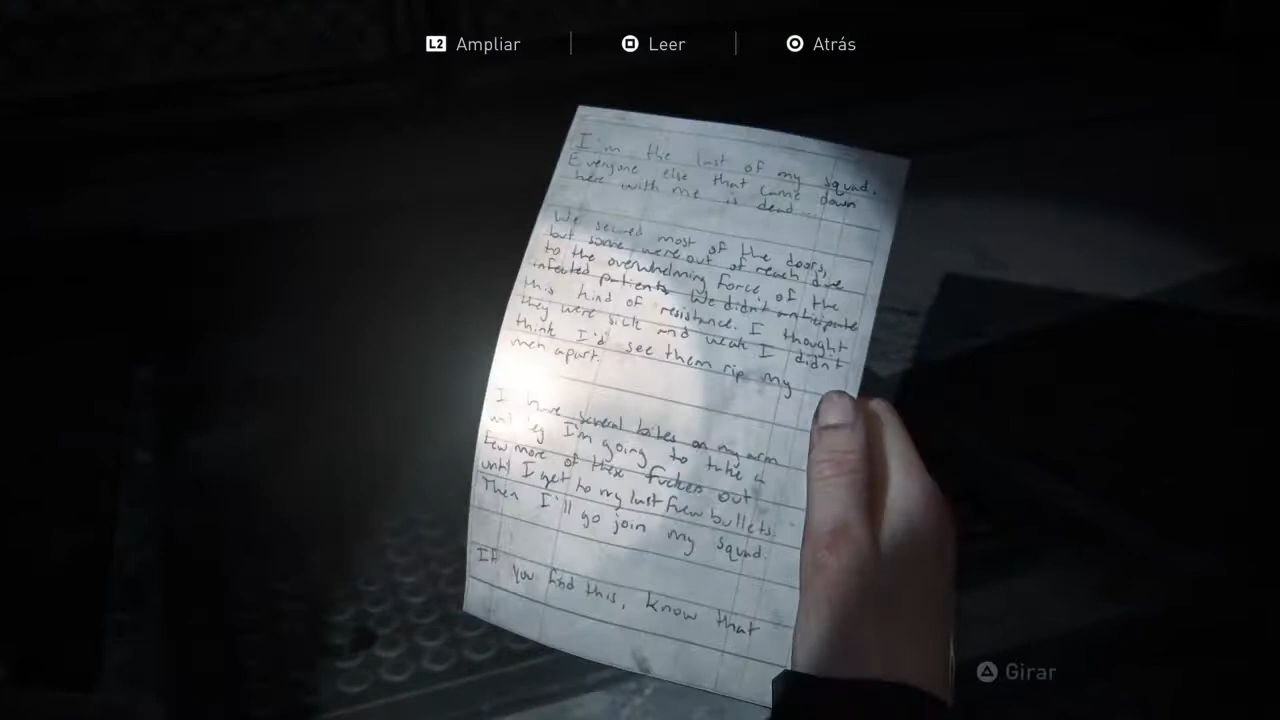 L2 Ampliar
Leer
Atrás
I'm the last of my squad.
Everyone else that came down
here with me is dead...
We secured most of the doors,
but some were out of reach due
to the overwhelming force of the
infected patients. We didn't anticipate
this kind of resistance. I thought
they were sick and weak I didn't
think I'd see them rip my
men apart.
I have several bites on my arm
and leg I'm going to take a
few more of these fuckers out
until I get to my last few bullets.
Then I'll go join my squad.
If you find this, know that
Girar